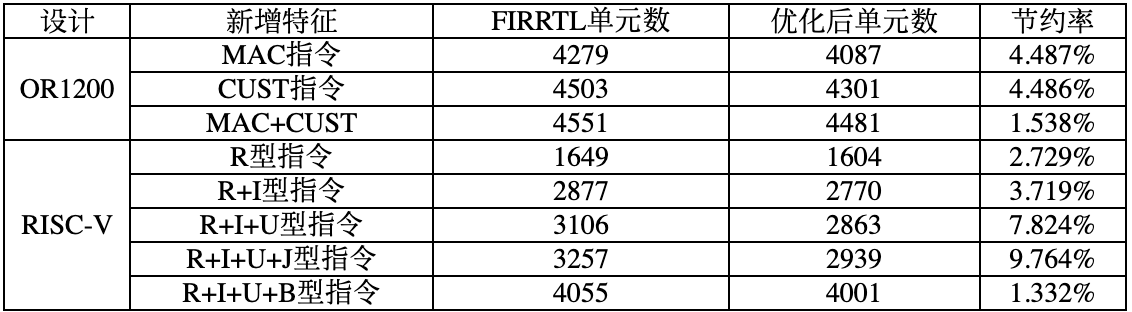 设计 新增特征 FIRRTL单元数 优化后单元数 节约率
OR1200 MAC指令 4279 4087 4.487%
CUST指令 4503 4301 4.486%
MAC+CUST 4551 4481 1.538%
RISC-V R型指令 1649 1604 2.729%
R+I型指令 2877 2770 3.719%
R+I+U型指令 3106 2863 7.824%
R+I+U+J型指令 3257 2939 9.764%
R+I+U+B型指令 4055 4001 1.332%